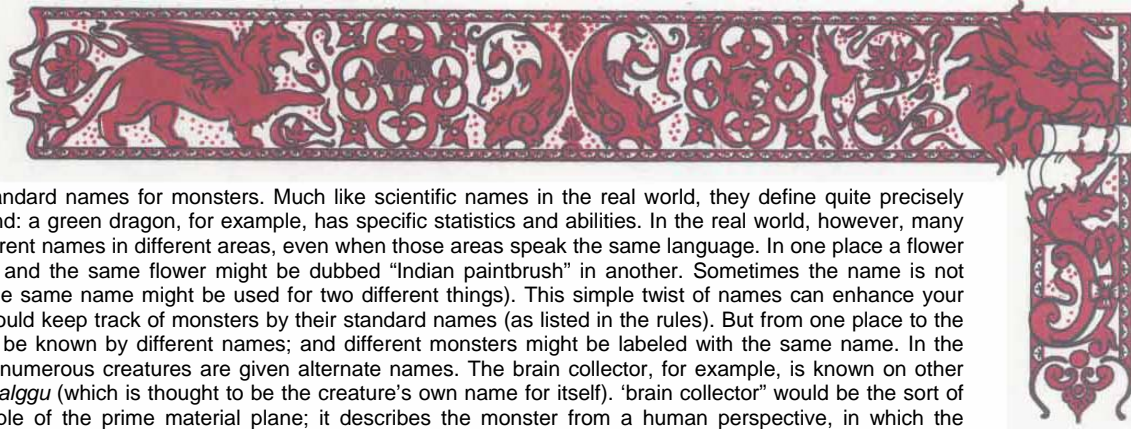 andard names for monsters. Much like scientific names in the real world, they define quite precisely
nd: a green dragon, for example, has specific statistics and abilities. In the real world, however, many
erent names in different areas, even when those areas speak the same language. In one place a flower
and the same flower might be dubbed “Indian paintbrush” in another. Sometimes the name is not
e same name might be used for two different things). This simple twist of names can enhance your
ould keep track of monsters by their standard names (as listed in the rules). But from one place to the
be known by different names; and different monsters might be labeled with the same name. In the
numerous creatures are given alternate names. The brain collector, for example, is known on other
alggu (which is thought to be the creature's own name for itself). ‘brain collector” would be the sort of
ole of the prime material plane; it describes the monster from a human perspective, in which the